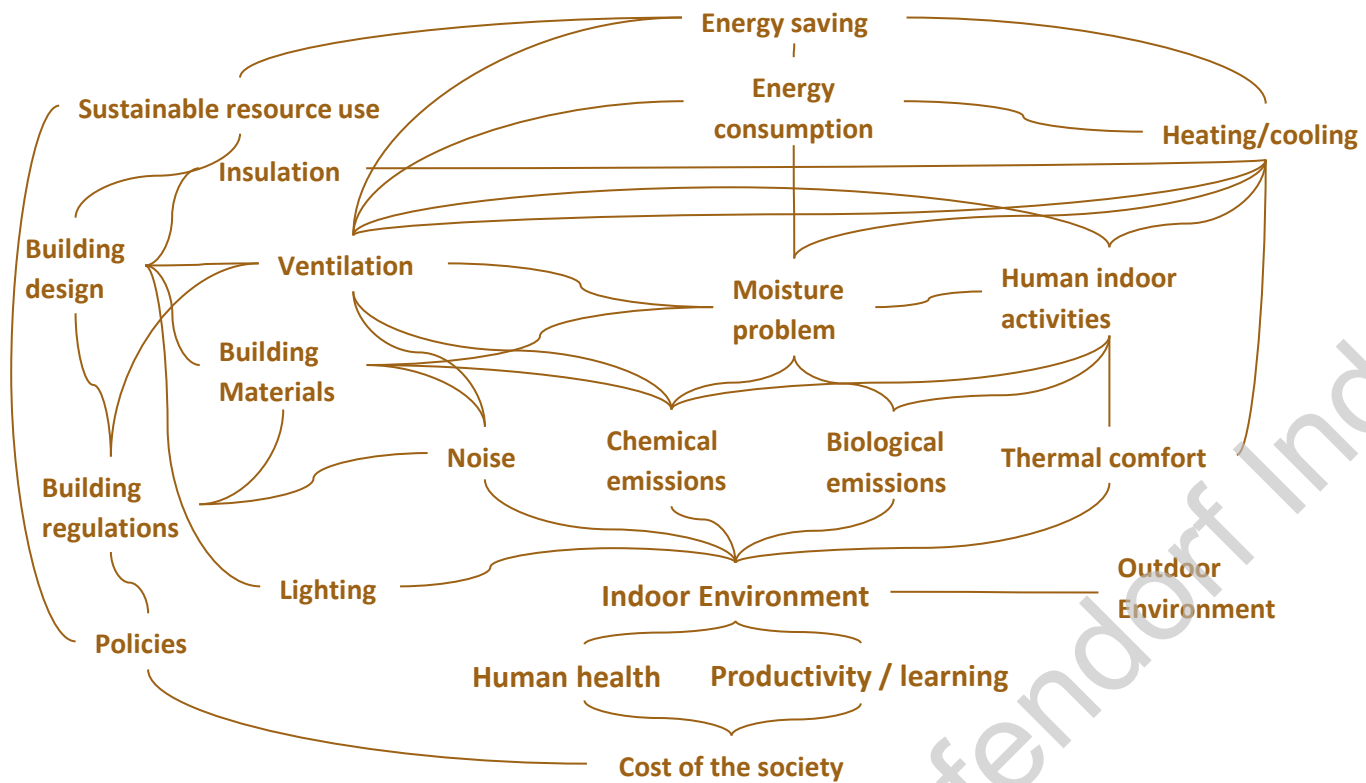 Energy saving
Energy
consumption
Sustainable resource use
Heating/cooling
Insulation
Building
design
Ventilation
Moisture
problem
Human indoor
activities
Building
Materials
Noise
Chemical
emissions
Biological
emissions
Thermal comfort
Building
regulations
Lighting
Indoor Environment
Outdoor
Environment
Policies
Human health
Productivity / learning
Cost of the society